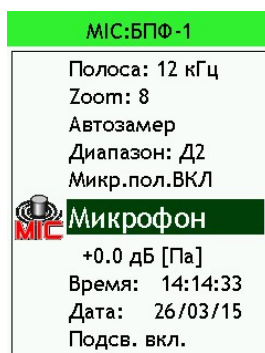 MIC:БПФ-1
Полоса: 12 кГц
Zoom: 8
Автозамер
Диапазон: Д2
Микр.пол.ВКЛ
MIC Микрофон
+0.0 дБ [Па]
Время: 14:14:33
Дата: 26/03/15
Подсв. вкл.